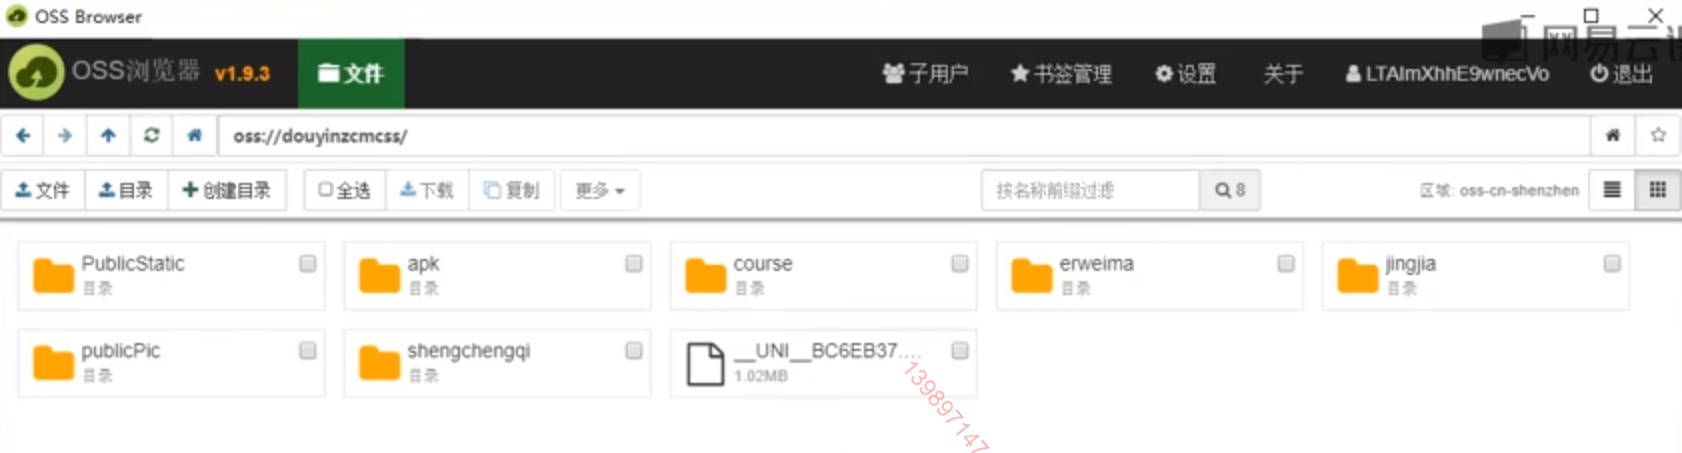 OSS Browser
OSS浏览器 v1.9.3 文件 子用户 书签管理 设置 关于 LTAImXhhE9wnecVo 退出
网易云课
oss://douyinzcmcss/
文件 目录 创建目录 全选 下载 复制 更多 按名称前缀过滤 8 区域: oss-cn-shenzhen
PublicStatic apk course erweima jingjia
目录 目录 目录 目录 目录
publicPic shengchengqi __UNI__BC6EB37....
目录 目录 1.02MB
139897147